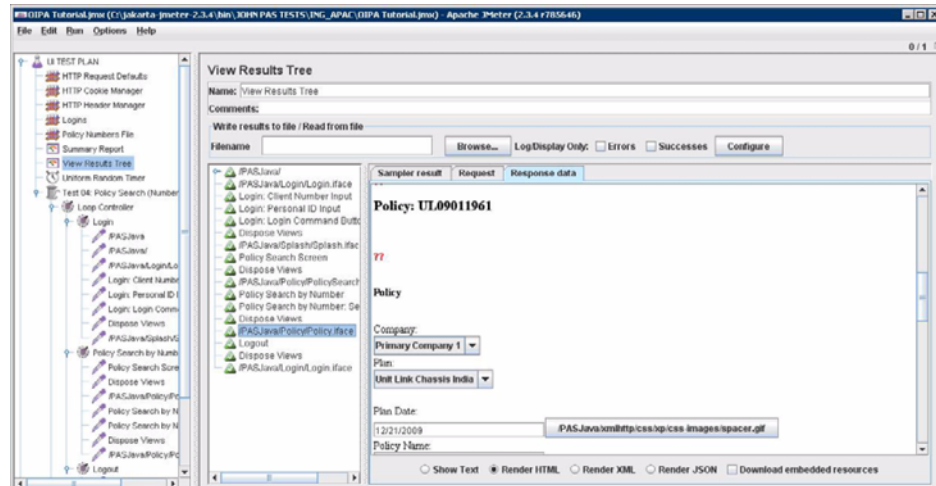 OIPA Tutorial.jmx (C:\jakarta-jmeter-2.3.4\bin\JOHN PAS TESTS\ING_APAC\OIPA Tutorial.jmx) - Apache JMeter (2.3.4 r785646)
File Edit Run Options Help
0 / 1
UI TEST PLAN
HTTP Request Defaults
HTTP Cookie Manager
HTTP Header Manager
Logins
Policy Numbers File
Summary Report
View Results Tree
Uniform Random Timer
Test 04: Policy Search (Number
Loop Controller
Login
/PASJava
/PASJava/
/PASJava/Login/Lo
Login: Client Numbe
Login: Personal ID I
Login: Login Comm
Dispose Views
/PASJava/Splash/S
Policy Search by Numb
Policy Search Scre
Dispose Views
/PASJava/Policy/Po
Policy Search by N
Policy Search by N
Dispose Views
/PASJava/Policy/Po
Logout
View Results Tree
Name: View Results Tree
Comments:
Write results to file / Read from file
Filename Browse... Log/Display Only: Errors Successes Configure
/PASJava/
/PASJava/Login/Login.iface
Login: Client Number Input
Login: Personal ID Input
Login: Login Command Butto
Dispose Views
/PASJava/Splash/Splash.ifac
Policy Search Screen
Dispose Views
/PASJava/Policy/PolicySearch
Policy Search by Number
Policy Search by Number: Se
Dispose Views
/PASJava/Policy/Policy.iface
Logout
Dispose Views
/PASJava/Login/Login.iface
Sampler result Request Response data
Policy: UL09011961
??
Policy
Company:
Primary Company 1
Plan:
Unit Link Chassis India
Plan Date:
12/21/2009 /PASJava/xmlhttp/css/xp/css-images/spacer.gif
Policy Name:
Show Text Render HTML Render XML Render JSON Download embedded resources